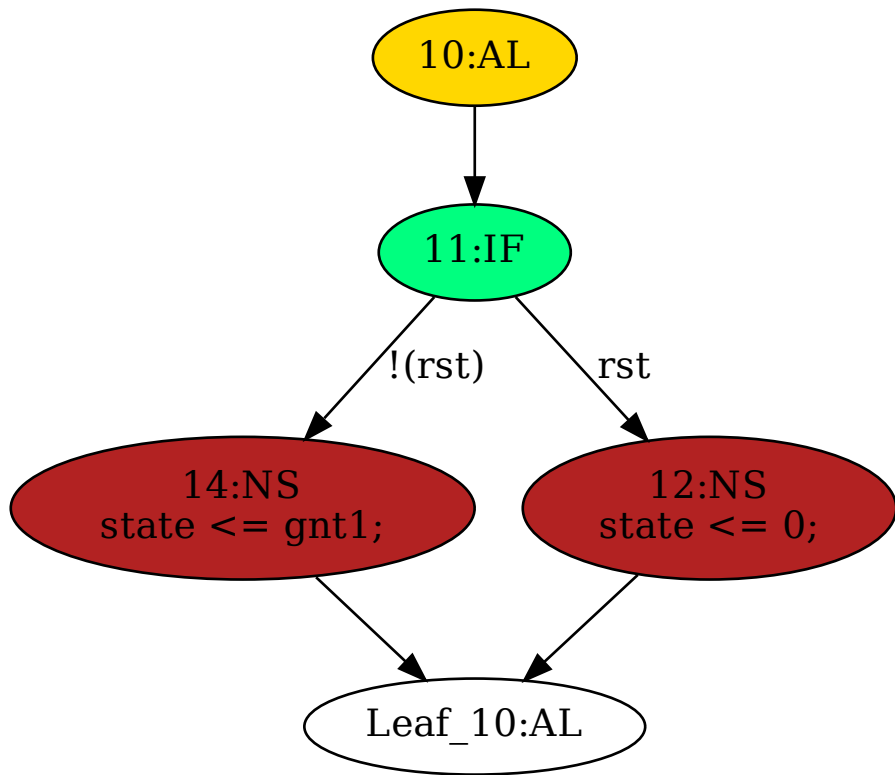 10:AL
11:IF
!(rst)
rst
14:NS
state <= gnt1;
12:NS
state <= 0;
Leaf_10:AL